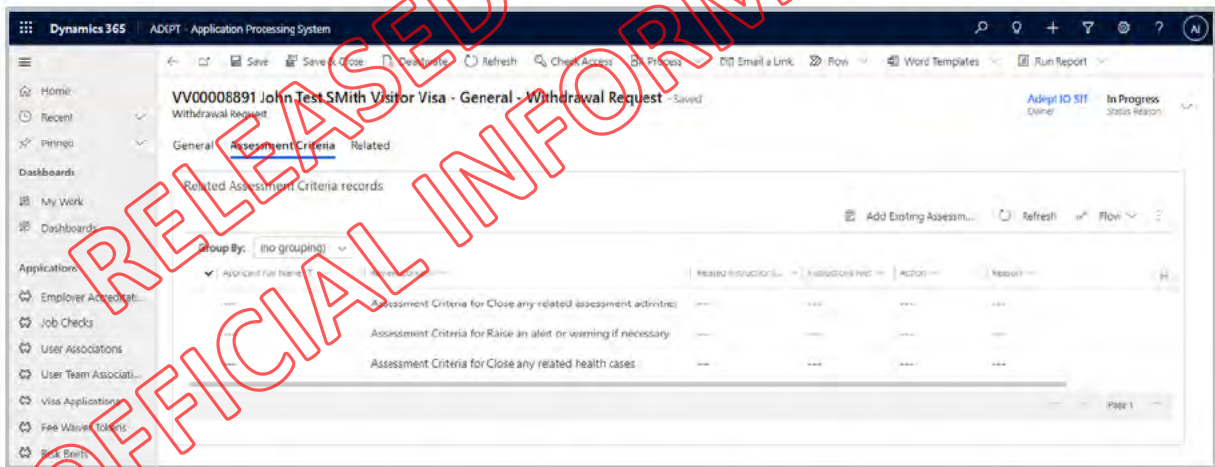 Dynamics 365 ADEPT - Application Processing System
AI
Save Save & Close Deactivate Refresh Check Access Process Email a Link Flow Word Templates Run Report
Home
Recent
Pinned
Dashboards
My Work
Dashboards
Applications
Employer Accreditati...
Job Checks
User Associations
User Team Associati...
Visa Applications
Fee Waiver Tokens
Risk Briefs
VV00008891 John Test SMith Visitor Visa - General - Withdrawal Request - Saved
Withdrawal Request
Adept IO SIT
Owner
In Progress
Status Reason
General Assessment Criteria Related
Related Assessment Criteria records
Add Existing Assessm... Refresh Flow
Group By: (no grouping)
Applicant Full Name Related Instruction... Instructions Met Action Reason
--- Assessment Criteria for Close any related assessment activities --- --- --- ---
--- Assessment Criteria for Raise an alert or warning if necessary --- --- --- ---
--- Assessment Criteria for Close any related health cases --- --- --- ---
Page 1
RELEASED
OFFICIAL INFORM